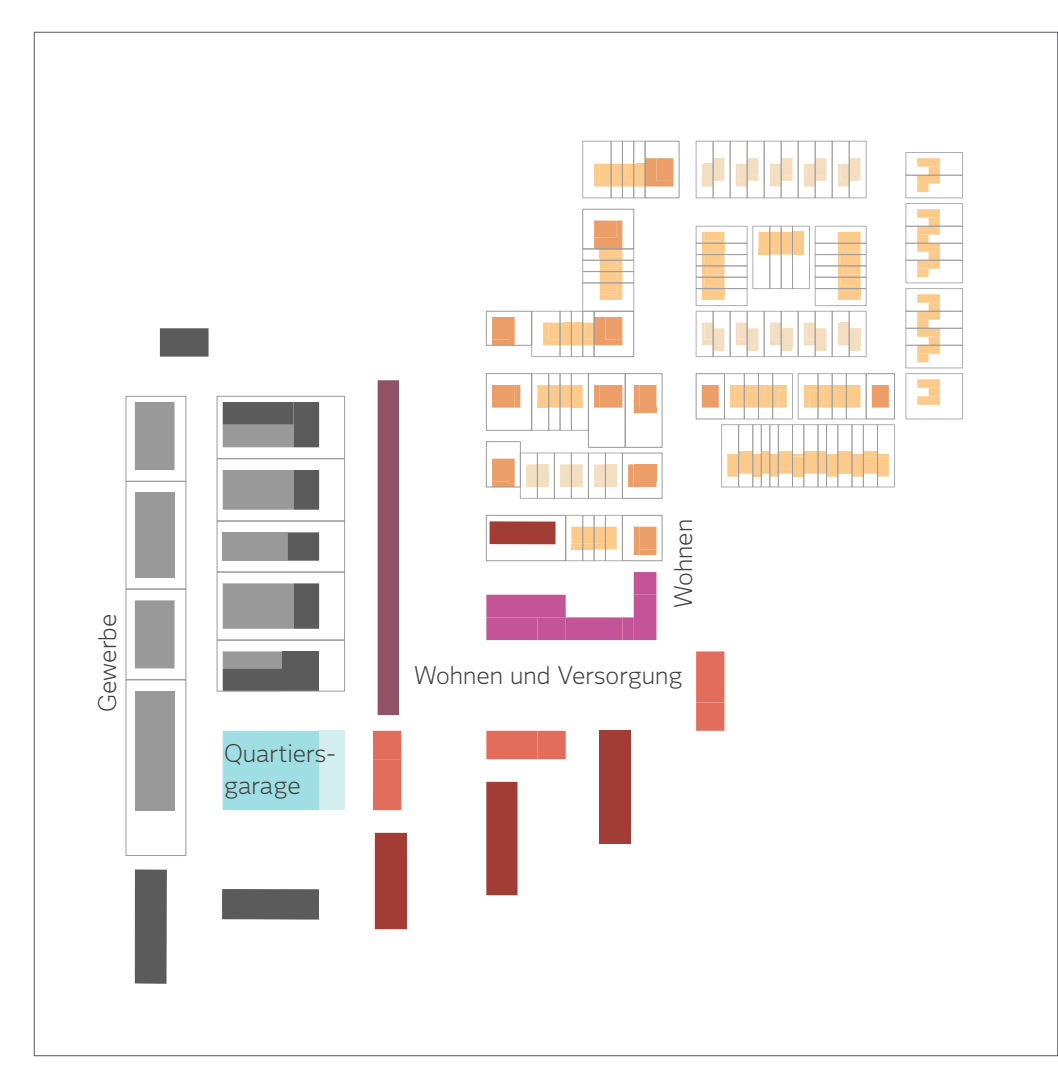 Wohnen
Gewerbe
Wohnen und Versorgung
Quartiers-
garage